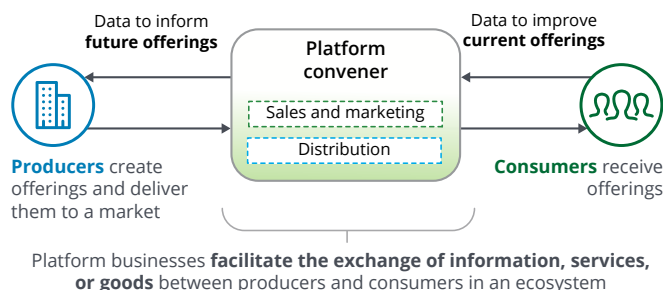 Data to inform
future offerings
Data to improve
current offerings
Platform
convener
Sales and marketing
Distribution
Producers create
offerings and deliver
them to a market
Consumers receive
offerings
Platform businesses facilitate the exchange of information, services,
or goods between producers and consumers in an ecosystem